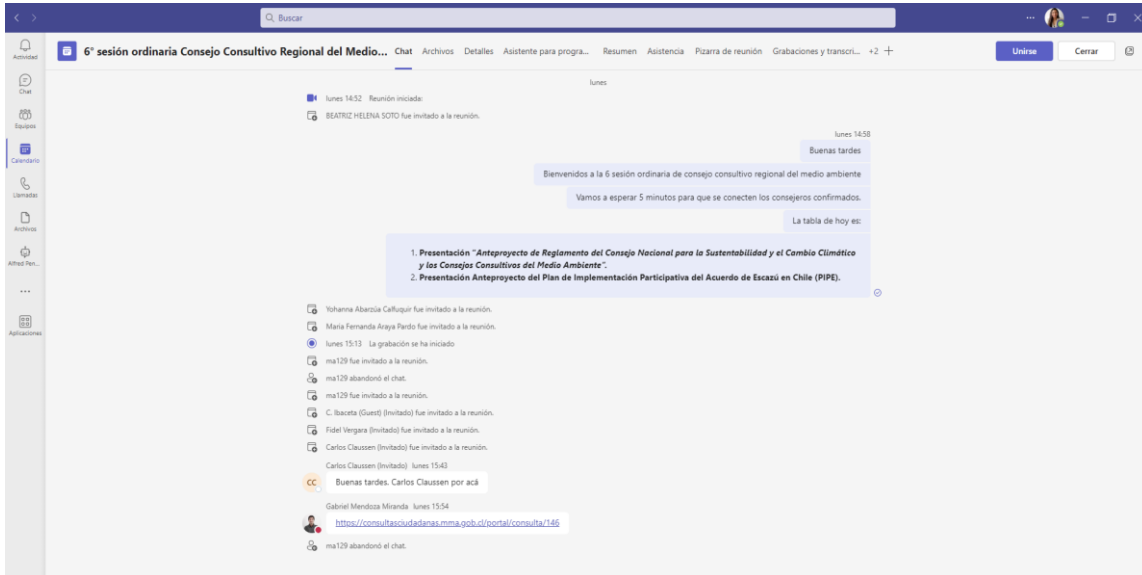 Buscar
6° sesión ordinaria Consejo Consultivo Regional del Medio...
Chat Archivos Detalles Asistente para progra... Resumen Asistencia Pizarra de reunión Grabaciones y transcri... +2
Unirse
Cerrar
Actividad
Chat
Equipos
Calendario
Llamadas
Archivos
Alfred Pen...
Aplicaciones
lunes
lunes 14:52 Reunión iniciada:
BEATRIZ HELENA SOTO fue invitado a la reunión.
lunes 14:58
Buenas tardes
Bienvenidos a la 6 sesión ordinaria de consejo consultivo regional del medio ambiente
Vamos a esperar 5 minutos para que se conecten los consejeros confirmados.
La tabla de hoy es:
1. Presentación "Anteproyecto de Reglamento del Consejo Nacional para la Sustentabilidad y el Cambio Climático
y los Consejos Consultivos del Medio Ambiente".
2. Presentación Anteproyecto del Plan de Implementación Participativa del Acuerdo de Escazú en Chile (PIPE).
Yohanna Abarzúa Calfuquir fue invitado a la reunión.
María Fernanda Araya Pardo fue invitado a la reunión.
lunes 15:13 La grabación se ha iniciado
ma129 fue invitado a la reunión.
ma129 abandonó el chat.
ma129 fue invitado a la reunión.
C. Ibaceta (Guest) (Invitado) fue invitado a la reunión.
Fidel Vergara (Invitado) fue invitado a la reunión.
Carlos Claussen (Invitado) fue invitado a la reunión.
Carlos Claussen (Invitado) lunes 15:43
CC
Buenas tardes. Carlos Claussen por acá
Gabriel Mendoza Miranda lunes 15:54
https://consultasciudadanas.mma.gob.cl/portal/consulta/146
ma129 abandonó el chat.